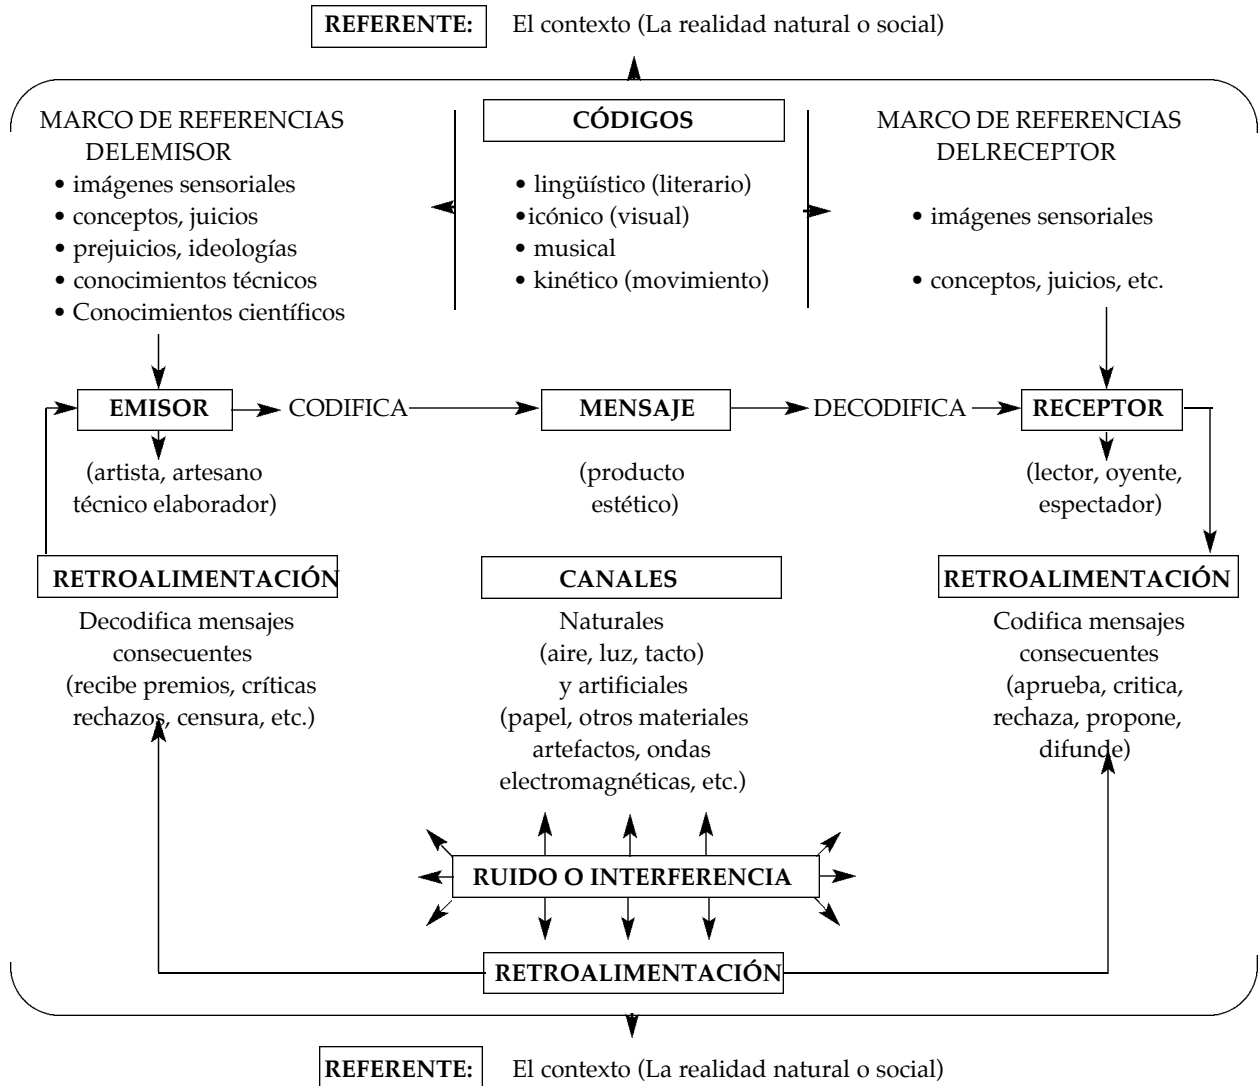 REFERENTE: El contexto (La realidad natural o social)
MARCO DE REFERENCIAS
DELEMISOR
• imágenes sensoriales
• conceptos, juicios
• prejuicios, ideologías
• conocimientos técnicos
• Conocimientos científicos
CÓDIGOS
• lingüístico (literario)
•icónico (visual)
• musical
• kinético (movimiento)
MARCO DE REFERENCIAS
DELRECEPTOR
• imágenes sensoriales
• conceptos, juicios, etc.
EMISOR CODIFICA MENSAJE DECODIFICA RECEPTOR
(artista, artesano
técnico elaborador)
(producto
estético)
(lector, oyente,
espectador)
RETROALIMENTACIÓN
Decodifica mensajes
consecuentes
(recibe premios, críticas
rechazos, censura, etc.)
CANALES
Naturales
(aire, luz, tacto)
y artificiales
(papel, otros materiales
artefactos, ondas
electromagnéticas, etc.)
RETROALIMENTACIÓN
Codifica mensajes
consecuentes
(aprueba, critica,
rechaza, propone,
difunde)
RUIDO O INTERFERENCIA
RETROALIMENTACIÓN
REFERENTE: El contexto (La realidad natural o social)